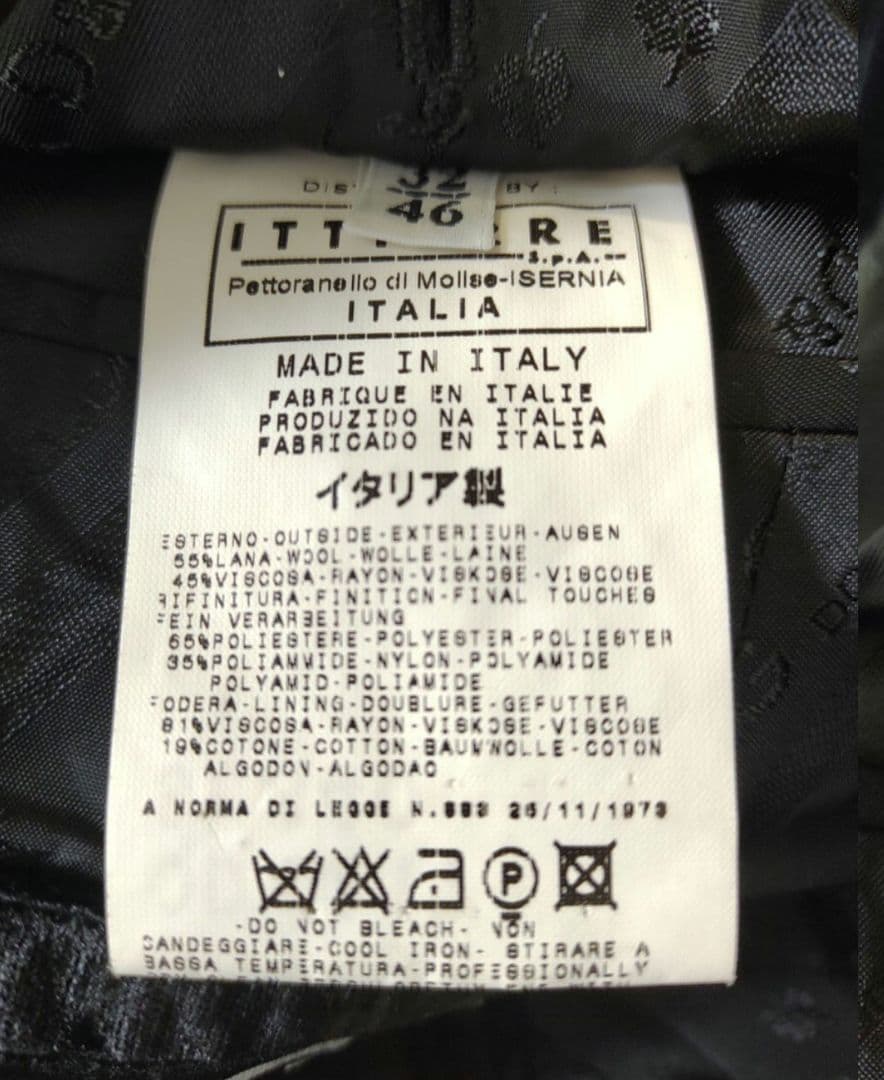 32
46
BY :
S.p.A.
Pettoranello di Molise-ISERNIA
ITALIA
MADE IN ITALY
FABRIQUE EN ITALIE
PRODUZIDO NA ITALIA
FABRICADO EN ITALIA
イタリア製
ESTERNO-OUTSIDE-EXTERIEUR-AUSEN
55%LANA-WOOL-WOLLE-LAINE
45%VISCOSA-RAYON-VISKOSE-VISCOSE
RIFINITURA-FINITION-FINAL TOUCHES
FEIN VERARBEITUNG
65%POLIESTERE-POLYESTER-POLIESTER
35%POLIAMMIDE-NYLON-POLYAMIDE
POLYAMID-POLIAMIDE
FODERA-LINING-DOUBLURE-GEFUTTER
81%VISCOSA-RAYON-VISKOSE-VISCOSE
19%COTONE-COTTON-BAUMWOLLE-COTON
ALGODON-ALGODAO
A NORMA DI LEGGE N.883 26/11/1973
P
-DO NOT BLEACH- NON
CANDEGGIARE-COOL IRON- STIRARE A
BASSA TEMPERATURA-PROFESSIONALLY